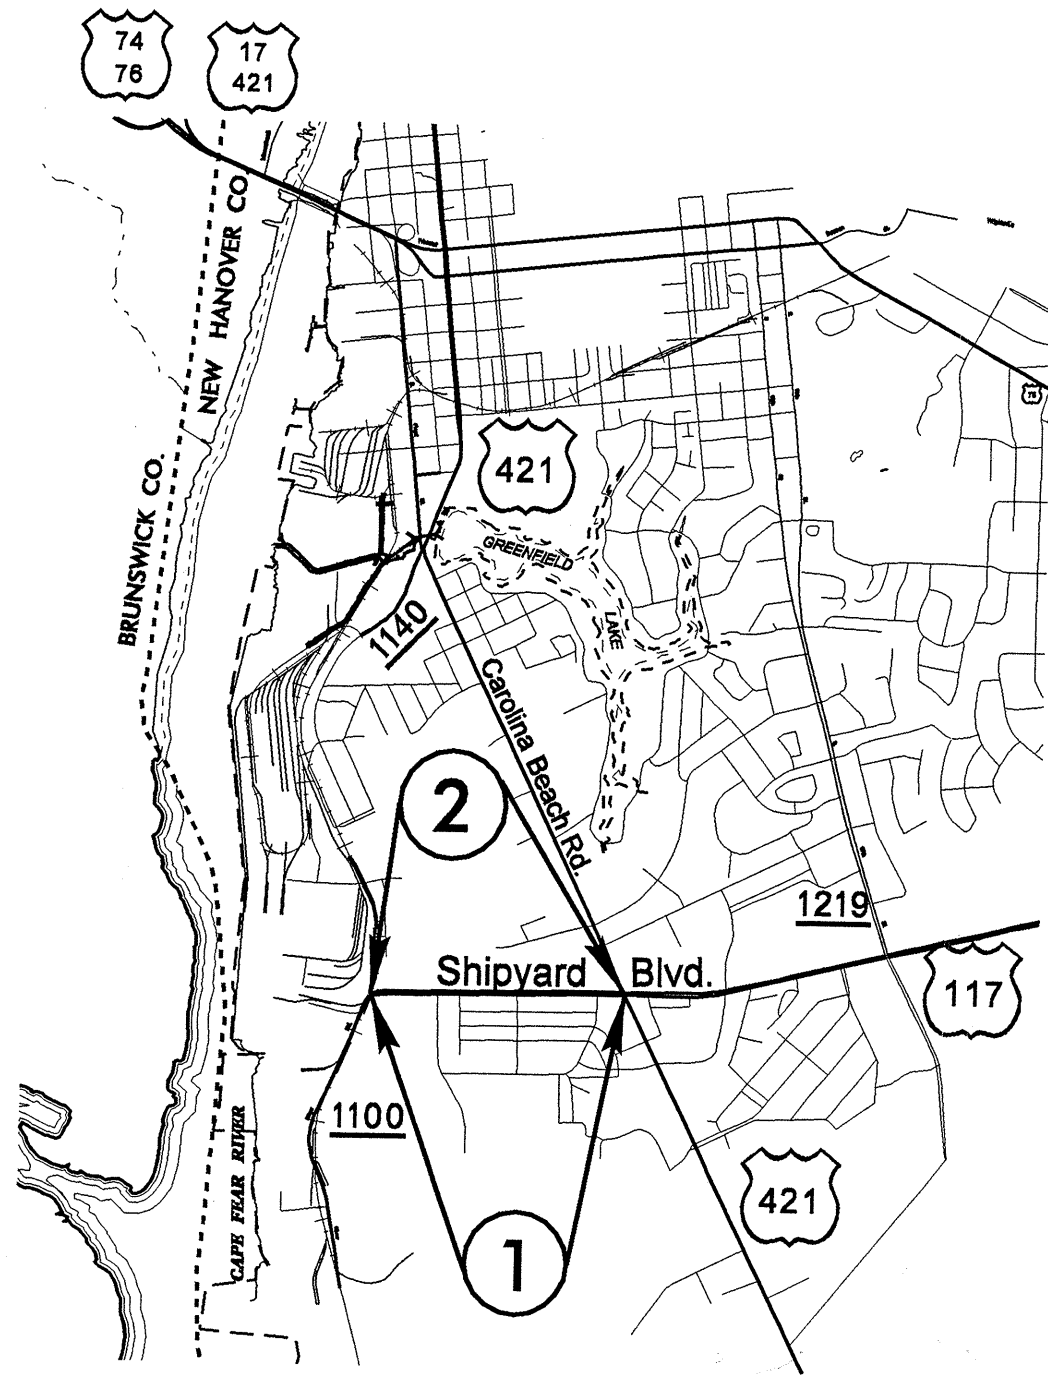 74
76
17
421
NEW HANOVER CO.
BRUNSWICK CO.
76
421
GREENFIELD
LAKE
1140
Carolina Beach Rd.
2
1219
Shipyard Blvd.
117
1100
CAPE FEAR RIVER
421
1